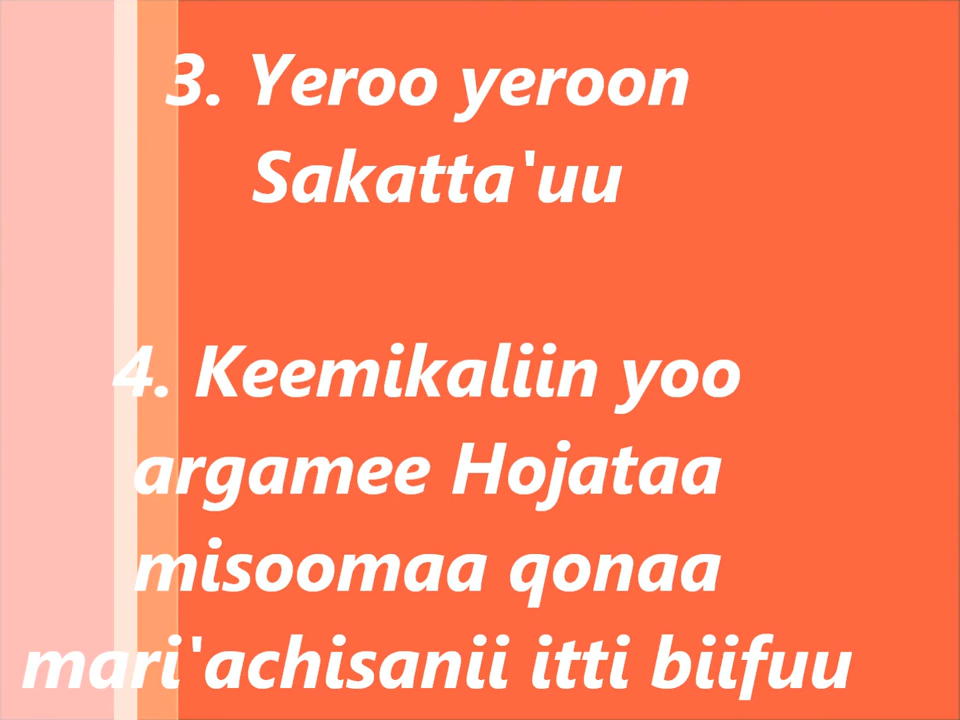 3. Yeroo yeroon
Sakatta'uu
4. Keemikaliin yoo
argamee Hojataa
misoomaa qonaa
mari'achisanii itti biifuu